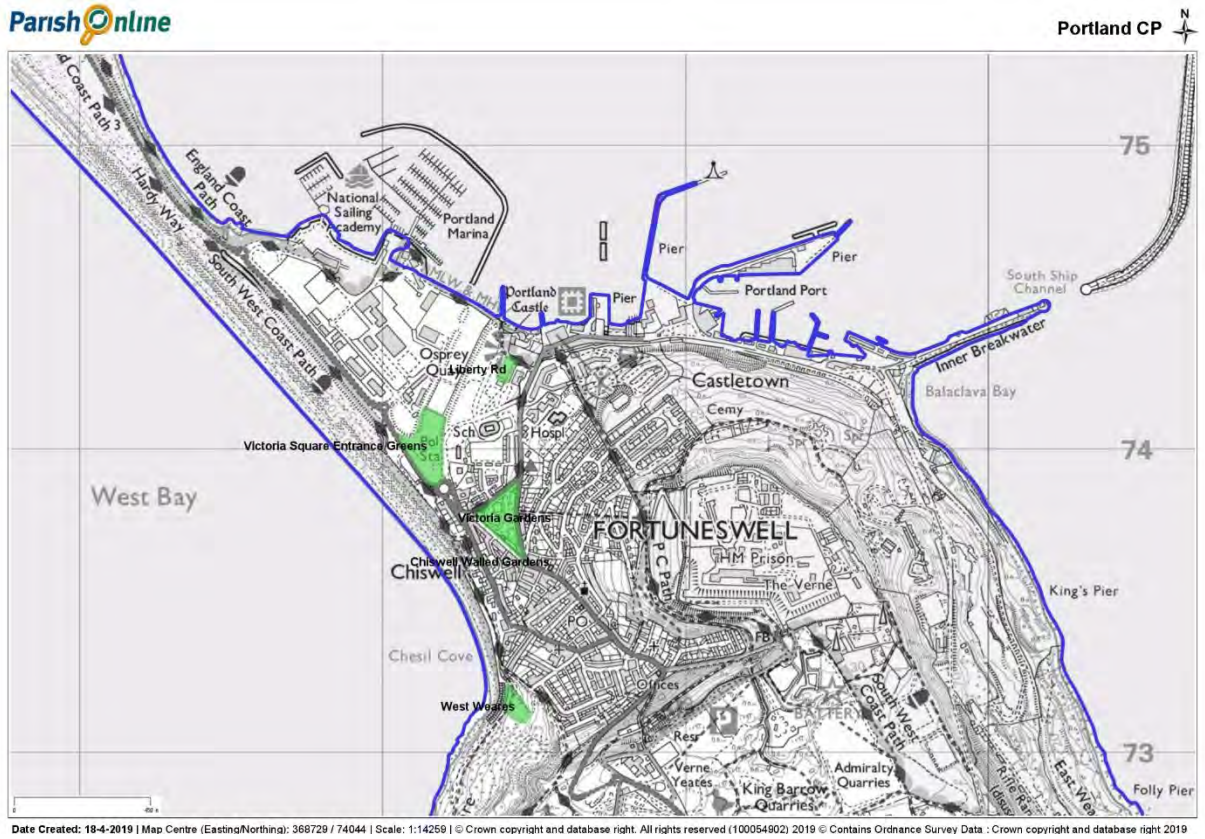 Parish Online
Portland CP
N
Coast Path
3
England Coast
Path
Hardy Way
South West Coast Path
National
Sailing
Academy
Portland
Marina
75
Pier
Pier
South Ship
Channel
Portland
Castle
Pier
Portland Port
Inner Breakwater
Osprey
Quay
Liberty Rd
Castletown
Balaclava Bay
Cemy
Victoria Square Entrance Greens
Pol
Sta
Sch
Hospl
74
West Bay
Victoria Gardens
FORTUNESWELL
Chiswell Walled Gardens
Chiswell
P C Path
HM Prison
The Verne
King's Pier
PO
Chesil Cove
FB
Offices
West Weares
BATTERY
South West
Coast Path
Resr
73
Verne
Yeates
King Barrow
Quarries
Admiralty
Quarries
Folly Pier
Date Created: 18-4-2019 | Map Centre (Easting/Northing): 368729 / 74044 | Scale: 1:14259 | © Crown copyright and database right. All rights reserved (100054902) 2019 © Contains Ordnance Survey Data : Crown copyright and database right 2019